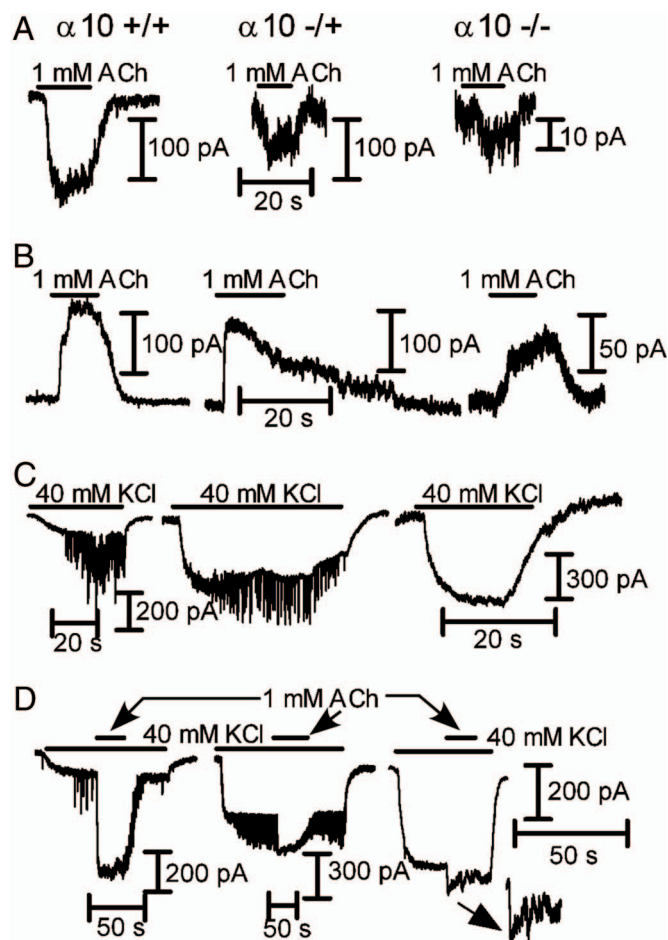 A
α 10 +/+ α 10 -/+ α 10 -/-
1 mM ACh 1 mM ACh 1 mM ACh
100 pA 100 pA 10 pA
20 s
B
1 mM ACh 1 mM ACh 1 mM ACh
100 pA 100 pA 50 pA
20 s
C
40 mM KCl 40 mM KCl 40 mM KCl
200 pA 300 pA
20 s 20 s
D
1 mM ACh
40 mM KCl 40 mM KCl
200 pA
200 pA 300 pA 50 s
50 s 50 s